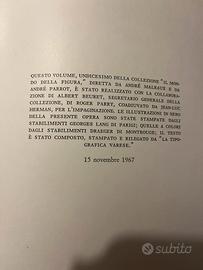 QUESTO VOLUME, UNDICESIMO DELLA COLLEZIONE "IL MON-
DO DELLA FIGURA," DIRETTA DA ANDRÉ MALRAUX E DA
ANDRÉ PARROT, È STATO REALIZZATO CON LA COLLABORA-
ZIONE DI ALBERT BEURET, SEGRETARIO GENERALE DELLA
COLLEZIONE, DI ROGER PARRY, COADIUVATO DA JEAN-LUC
HERMAN, PER L'IMPAGINAZIONE. LE ILLUSTRAZIONI IN NERO
DELLA PRESENTE OPERA SONO STATE STAMPATE DAGLI
STABILIMENTI GEORGES LANG DI PARIGI; QUELLE A COLORI
DAGLI STABILIMENTI DRAEGER DI MONTROUGE. IL TESTO
È STATO COMPOSTO, STAMPATO E RILEGATO DA "LA TIPO-
GRAFICA VARESE."
15 novembre 1967
subito